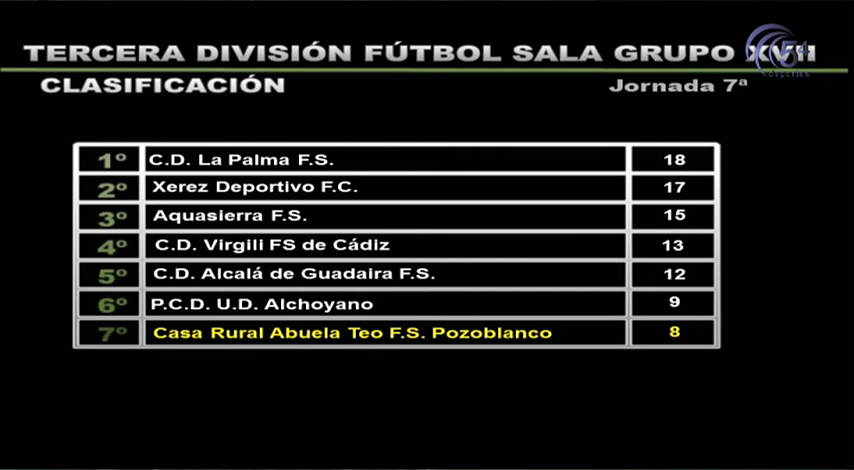 TERCERA DIVISIÓN FÚTBOL SALA GRUPO XVII
CLASIFICACIÓN Jornada 7ª
1º C.D. La Palma F.S. 18
2º Xerez Deportivo F.C. 17
3º Aquasierra F.S. 15
4º C.D. Virgili FS de Cádiz 13
5º C.D. Alcalá de Guadaira F.S. 12
6º P.C.D. U.D. Alchoyano 9
7º Casa Rural Abuela Teo F.S. Pozoblanco 8